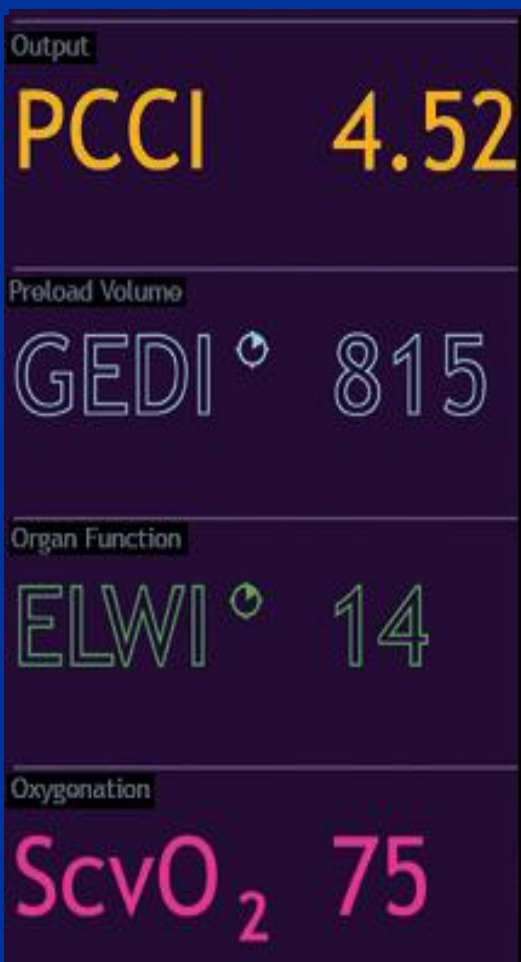 Output
PCCI 4.52
Preload Volume
GEDI 815
Organ Function
ELWI 14
Oxygenation
ScvO₂ 75